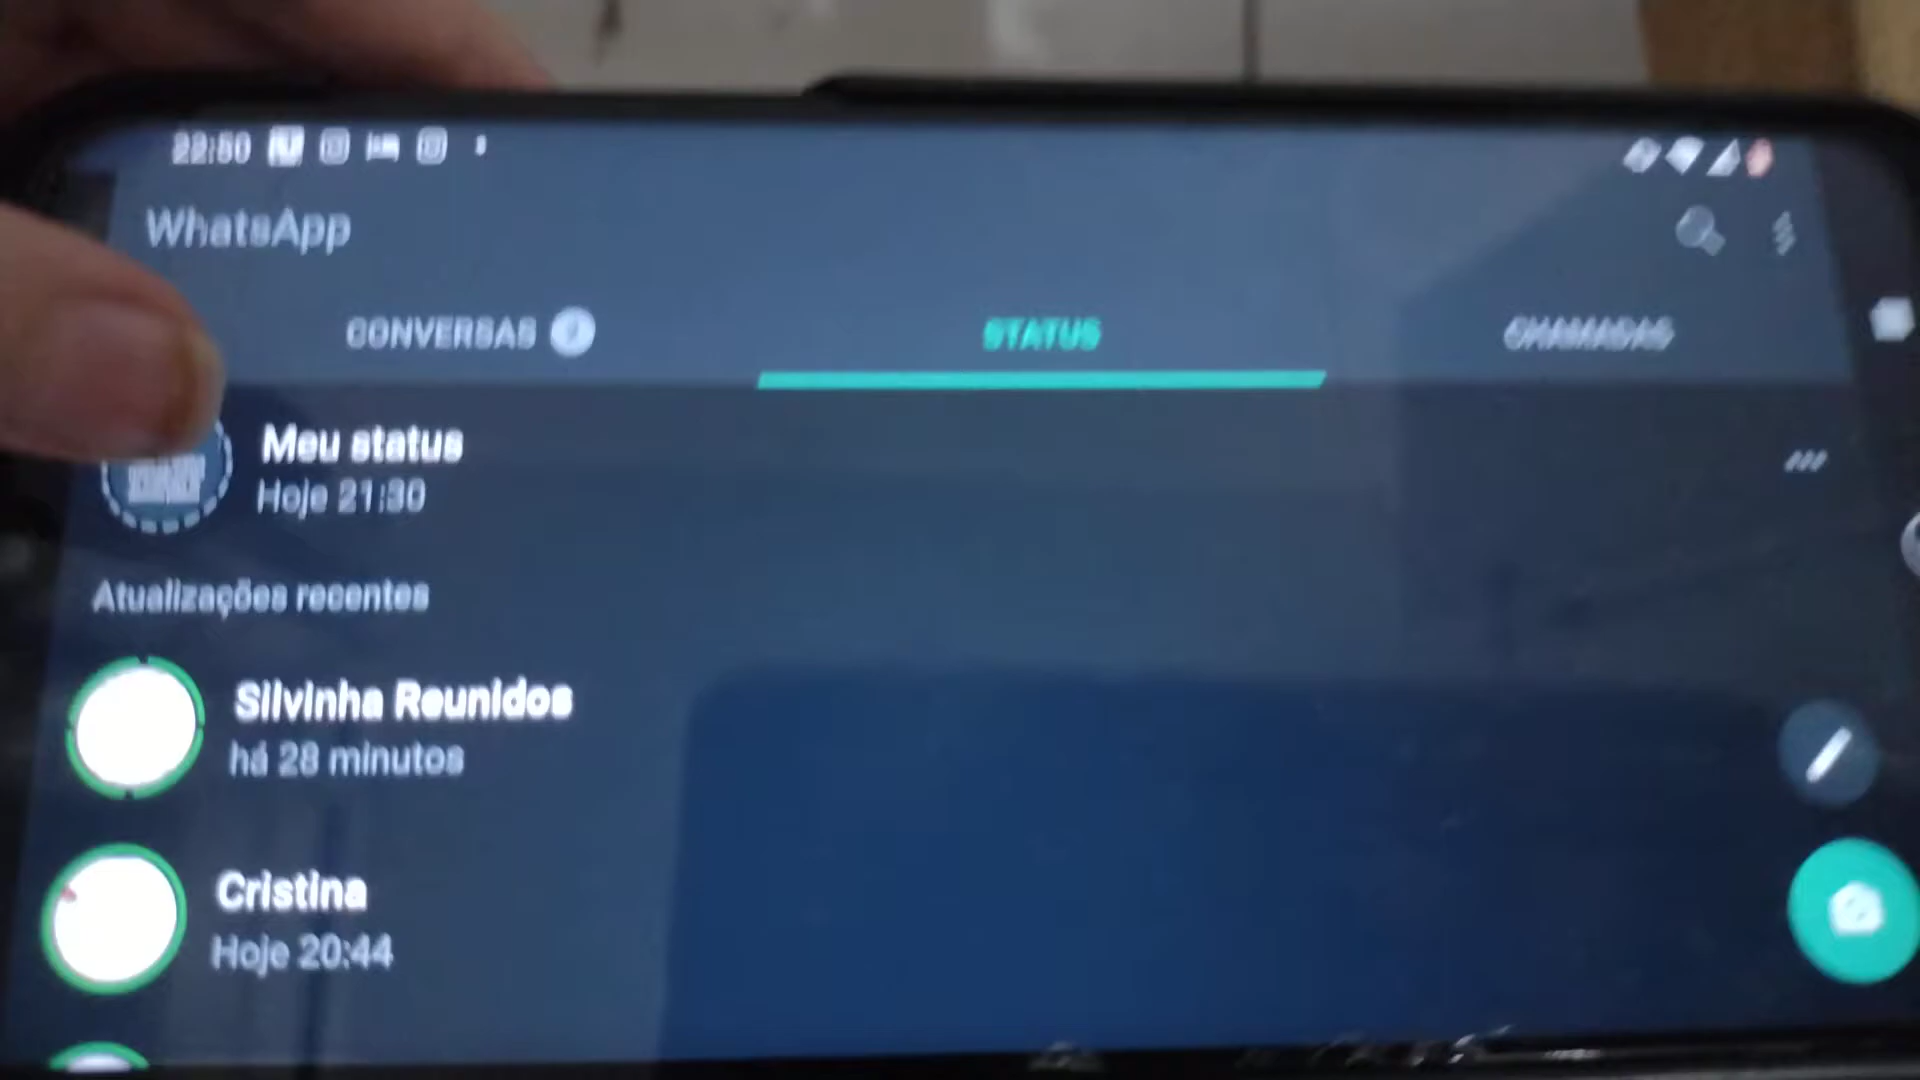 22:50
WhatsApp
CONVERSAS
STATUS
CHAMADAS
Meu status
Hoje 21:30
Atualizações recentes
Silvinha Reunidos
há 28 minutos
Cristina
Hoje 20:44